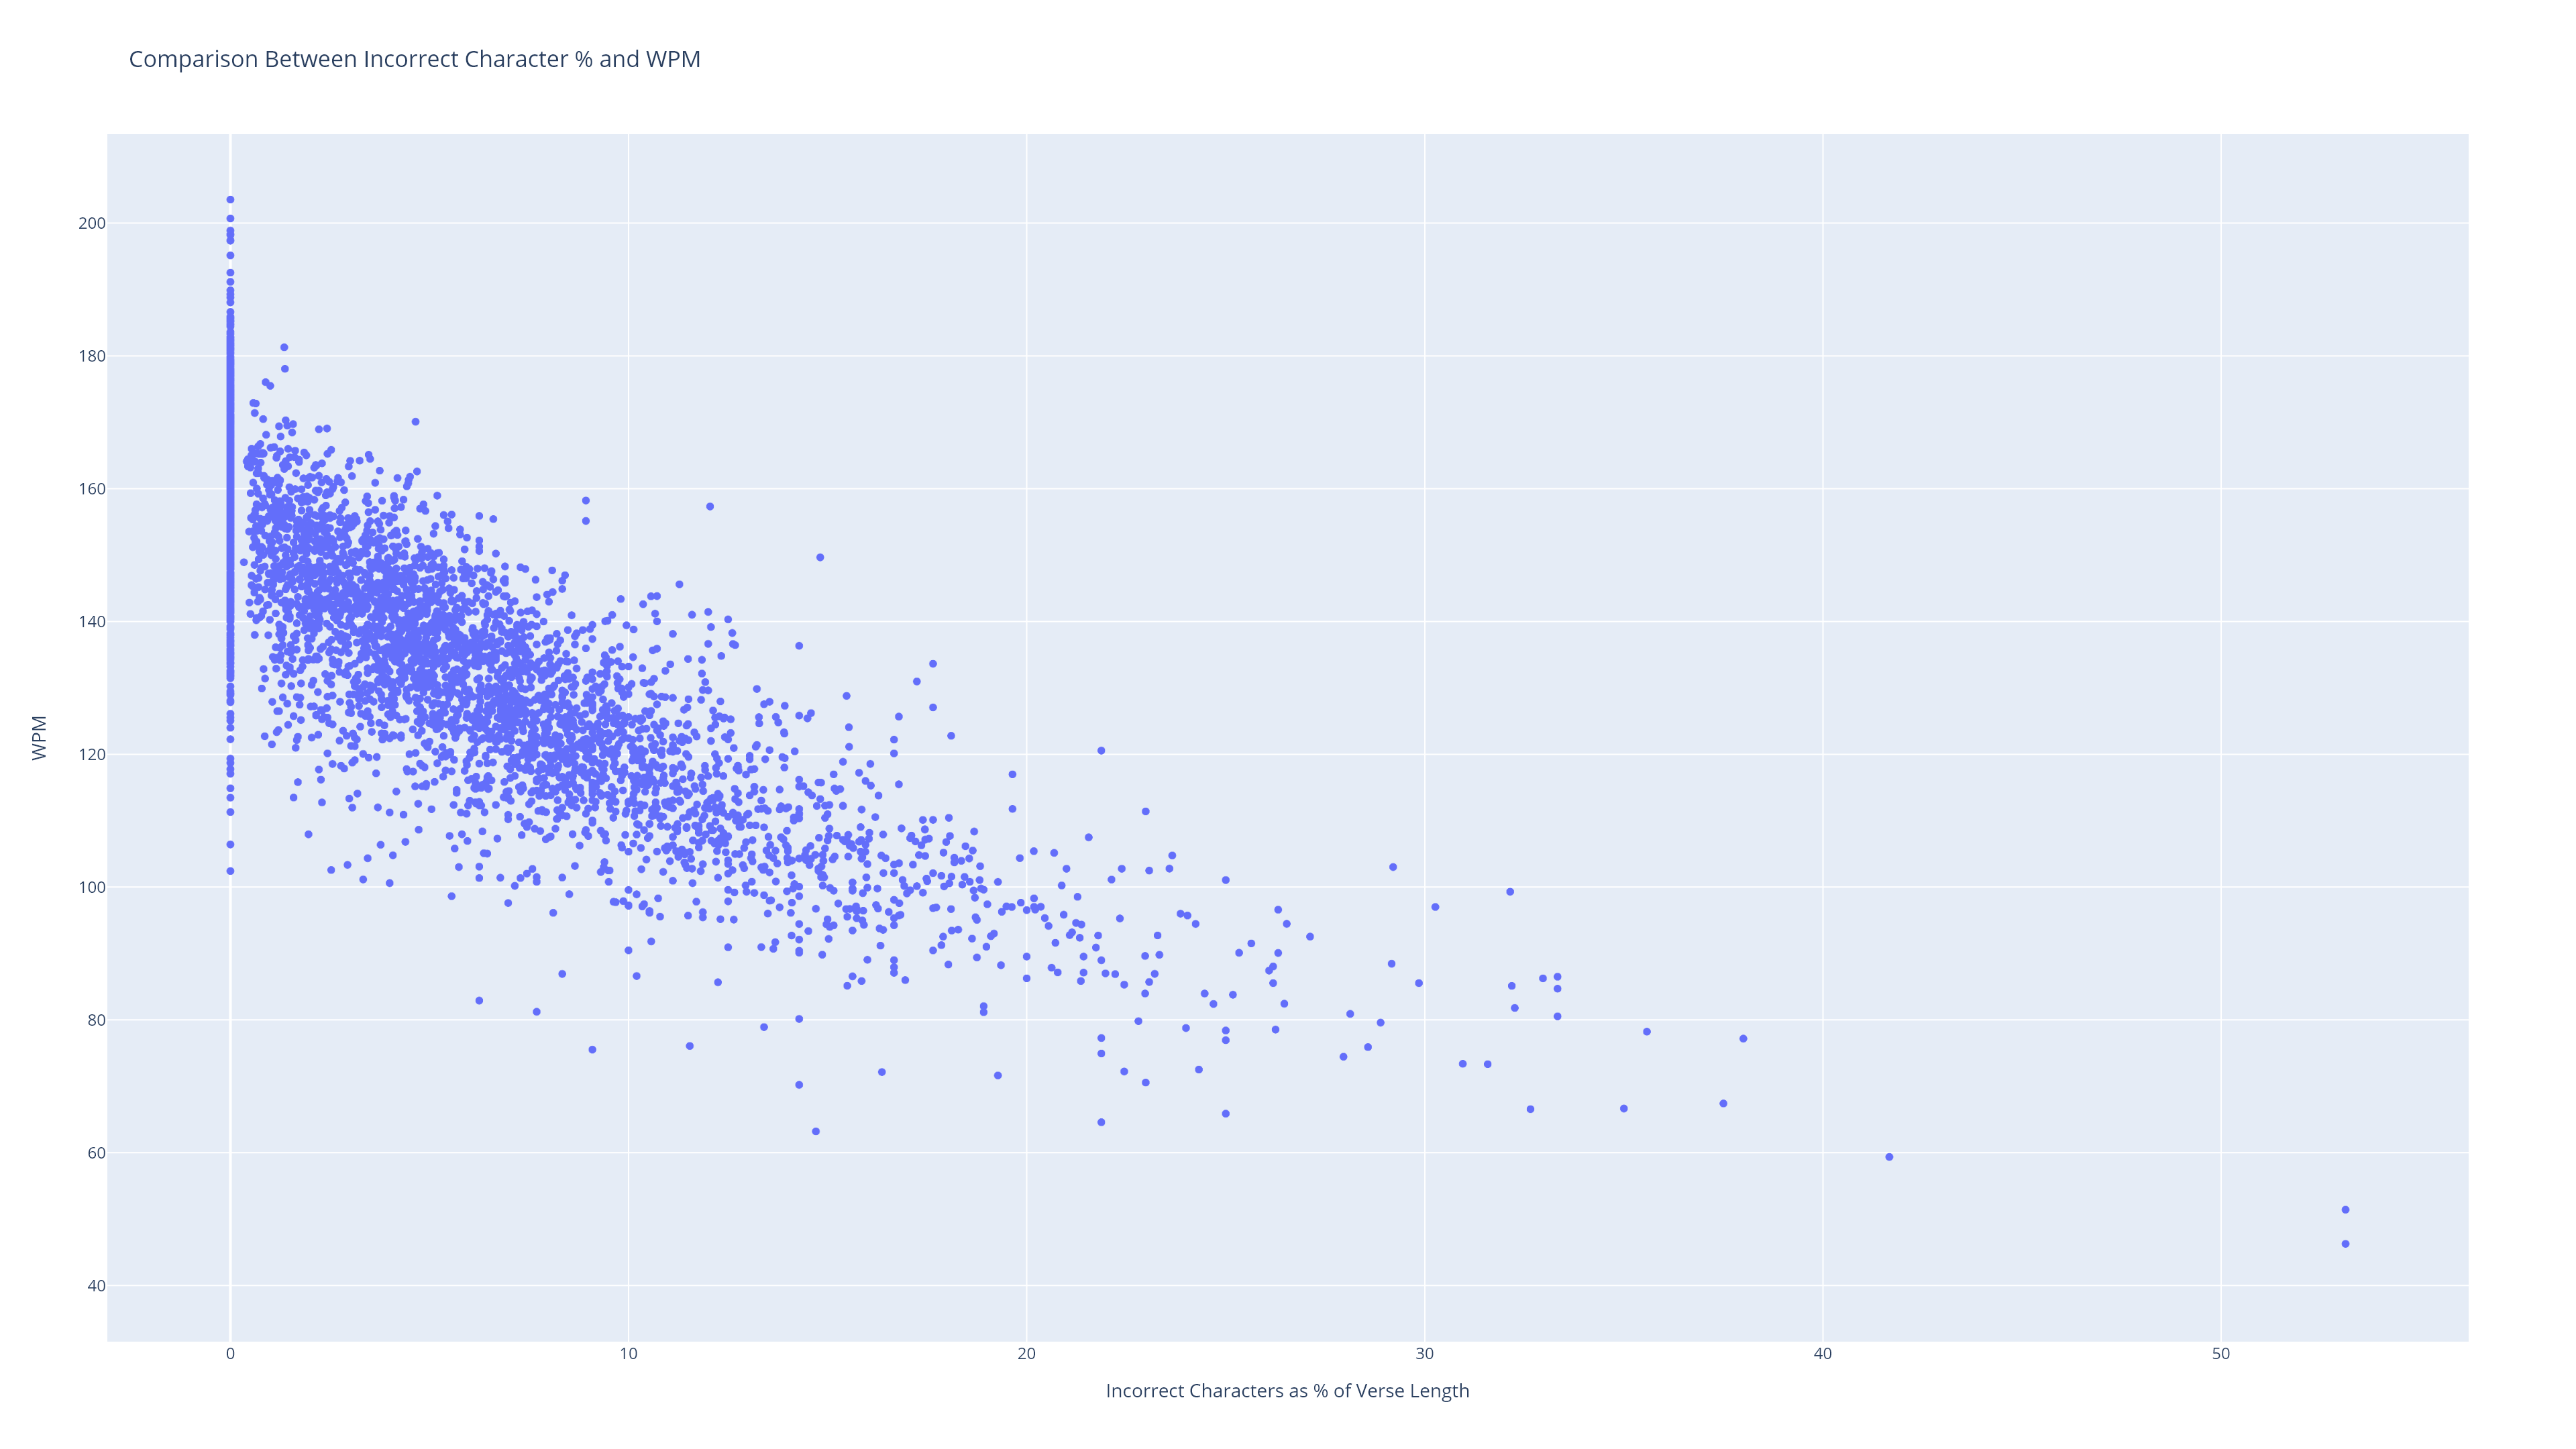 Comparison Between Incorrect Character % and WPM
200
180
160
140
120
100
80
60
40
WPM
0 10 20 30 40 50
Incorrect Characters as % of Verse Length